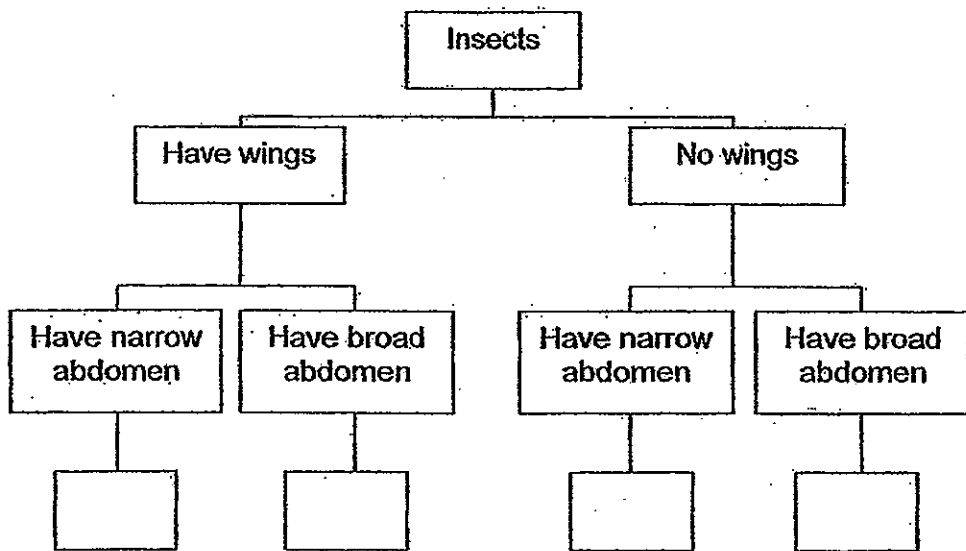 Insects
Have wings
No wings
Have narrow
abdomen
Have broad
abdomen
Have narrow
abdomen
Have broad
abdomen